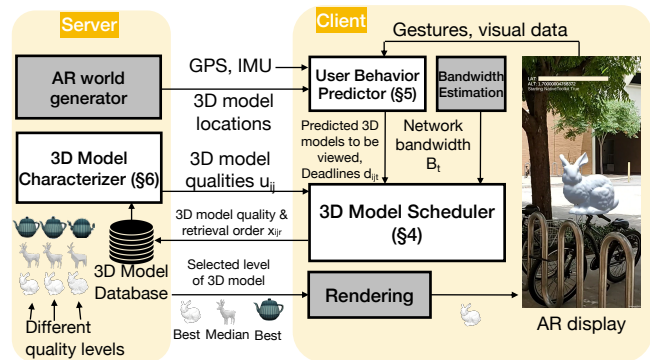 Server
Client
Gestures, visual data
AR world
generator
GPS, IMU
3D model
locations
User Behavior
Predictor (§5)
Bandwidth
Estimation
Predicted 3D
models to be
viewed,
Deadlines dijt
Network
bandwidth
Bt
3D Model
Characterizer (§6)
3D model
qualities uij
3D Model Scheduler
(§4)
3D model quality &
retrieval order xijr
3D Model
Database
Selected level
of 3D model
Rendering
Best Median Best
Different
quality levels
AR display